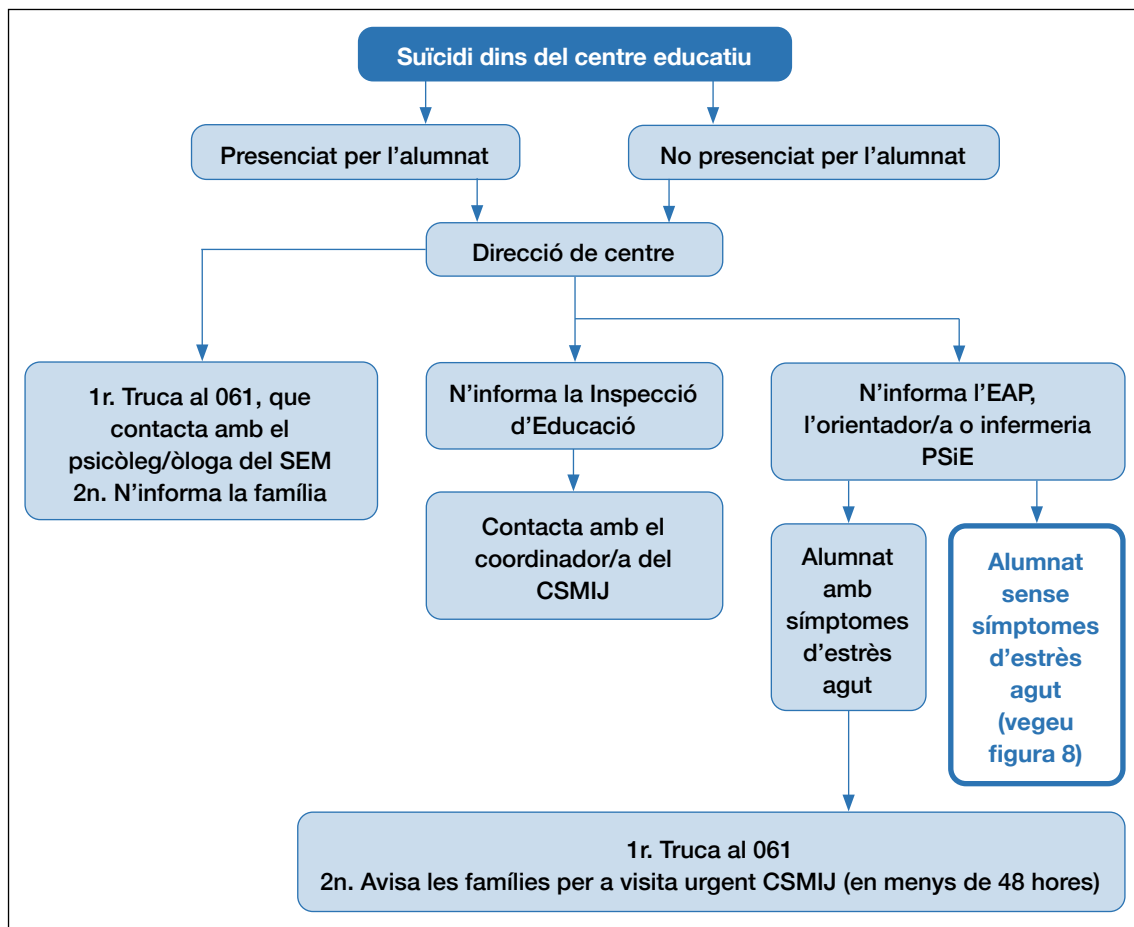 Suïcidi dins del centre educatiu
Presenciat per l’alumnat
No presenciat per l’alumnat
Direcció de centre
1r. Truca al 061, que
contacta amb el
psicòleg/òloga del SEM
2n. N’informa la família
N’informa la Inspecció
d’Educació
N’informa l’EAP,
l’orientador/a o infermeria
PSiE
Contacta amb el
coordinador/a del
CSMIJ
Alumnat
amb
símptomes
d’estrès
agut
Alumnat
sense
símptomes
d’estrès
agut
(vegeu
figura 8)
1r. Truca al 061
2n. Avisa les famílies per a visita urgent CSMIJ (en menys de 48 hores)